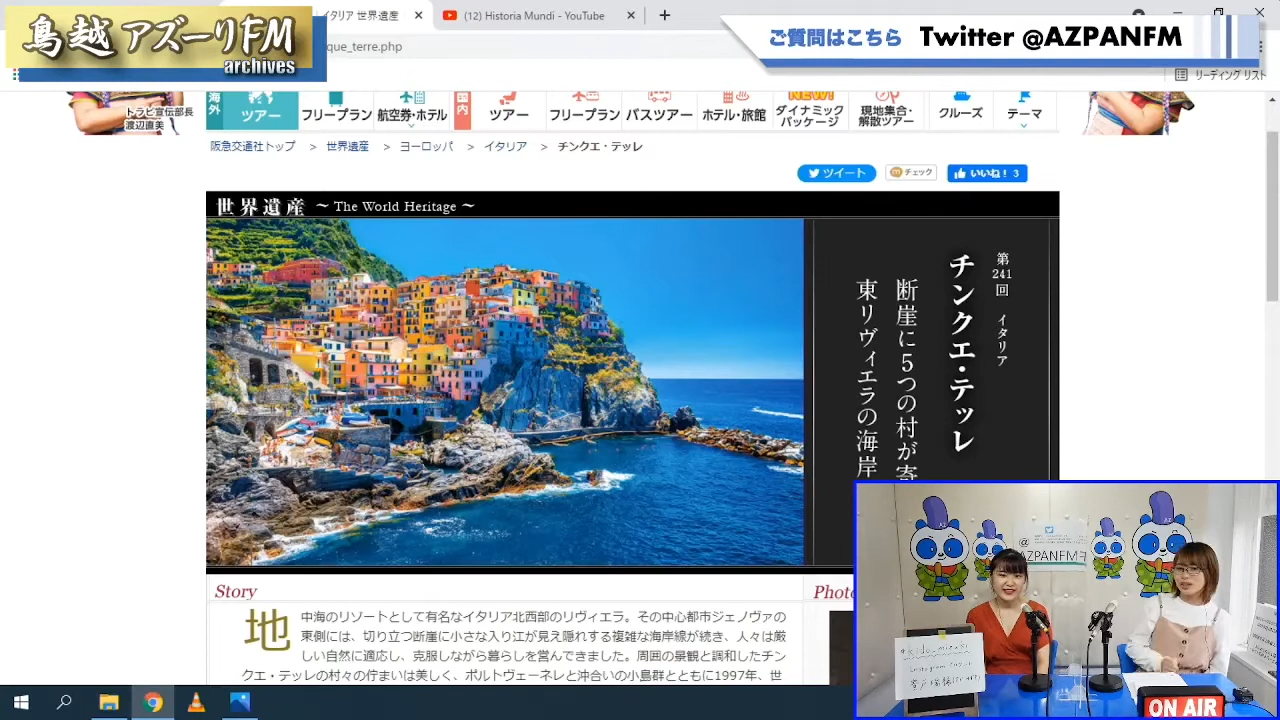 鳥越 アズーリFM
archives
イタリア 世界遺産
(12) Historia Mundi - YouTube
que_terre.php
ご質問はこちら Twitter @AZPANFM
リーディング リスト
トラピ宣伝部長
渡辺直美
海外
ツアー
フリープラン
航空券・ホテル
国内
ツアー
フリープラン
バスツアー
ホテル・旅館
NEW!
ダイナミック
パッケージ
現地集合・
解散ツアー
クルーズ
テーマ
阪急交通社トップ > 世界遺産 > ヨーロッパ > イタリア > チンクエ・テッレ
ツイート
チェック
いいね！ 3
世界遺産 ～ The World Heritage ～
第241回 イタリア
チンクエ・テッレ
断崖に５つの村が寄
東リヴィエラの海岸
Story
Photo
地中海のリゾートとして有名なイタリア北西部のリヴィエラ。その中心都市ジェノヴァの
東側には、切り立つ断崖に小さな入り江が見え隠れする複雑な海岸線が続き、人々は厳
しい自然に適応し、克服しながら暮らしを営んできました。周囲の景観と調和したチン
クエ・テッレの村々の佇まいは美しく、ポルトヴェーネレと沖合いの小島群とともに1997年、世
@AZPANFM
ON AIR